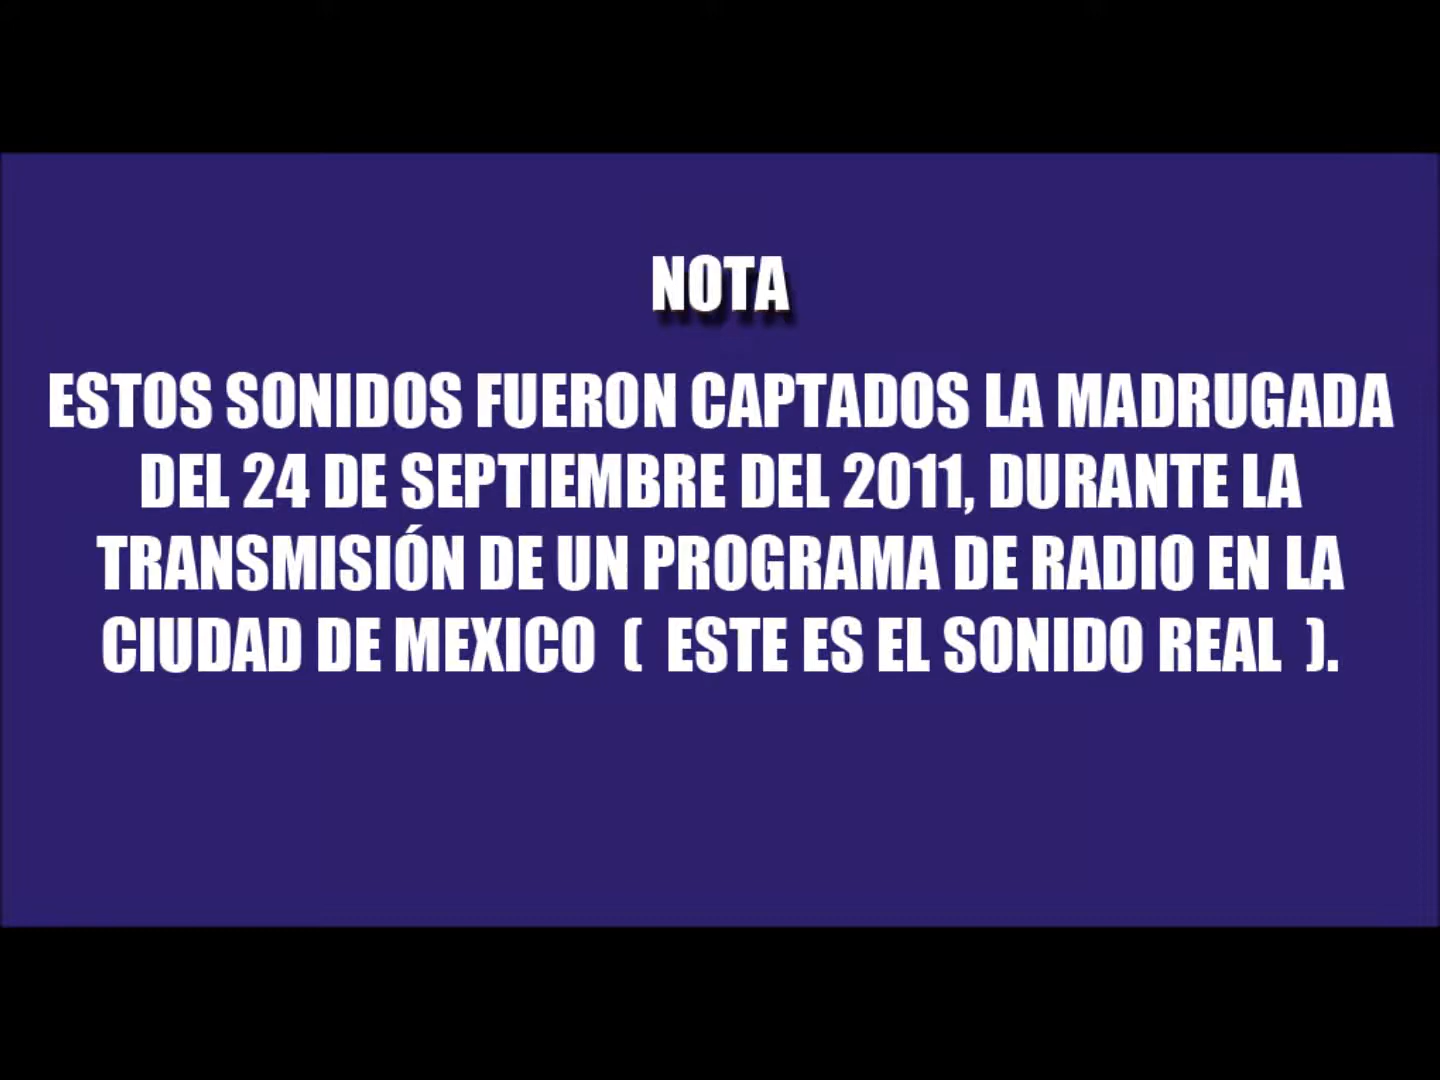 NOTA
ESTOS SONIDOS FUERON CAPTADOS LA MADRUGADA
DEL 24 DE SEPTIEMBRE DEL 2011, DURANTE LA
TRANSMISIÓN DE UN PROGRAMA DE RADIO EN LA
CIUDAD DE MEXICO ( ESTE ES EL SONIDO REAL ).